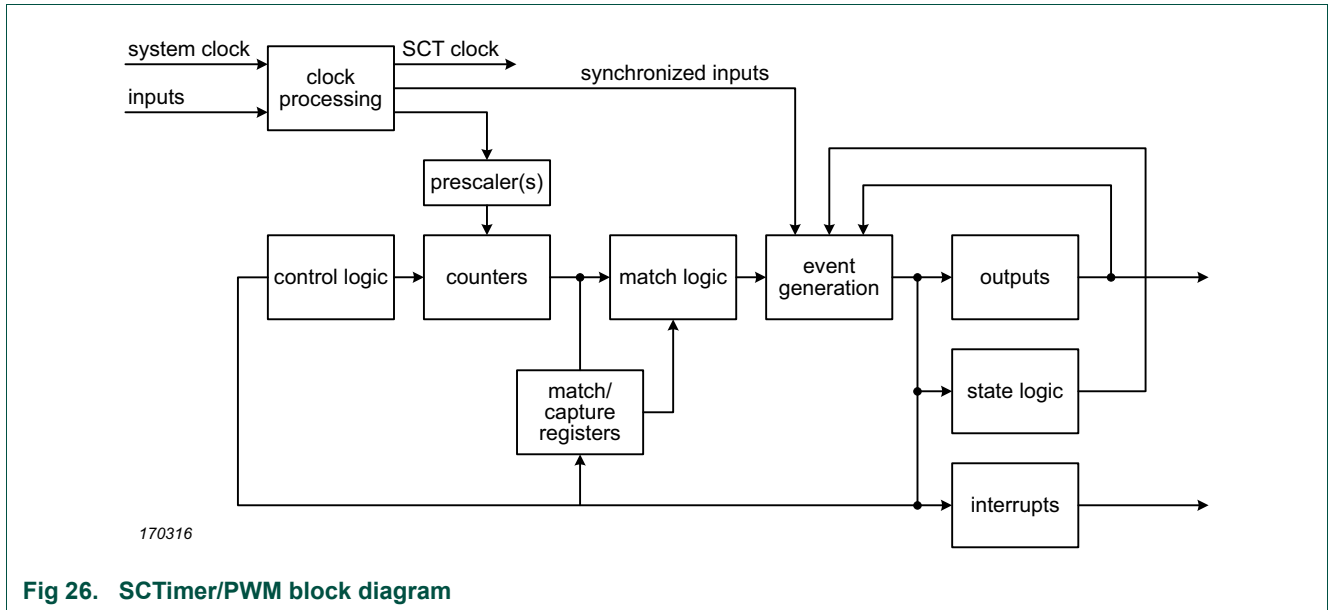 system clock
SCT clock
inputs
clock
processing
synchronized inputs
prescaler(s)
control logic
counters
match logic
event
generation
outputs
match/
capture
registers
state logic
interrupts
170316
Fig 26. SCTimer/PWM block diagram